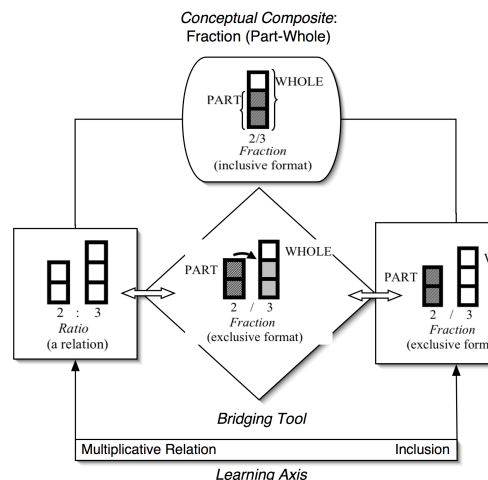 Conceptual Composite:
Fraction (Part-Whole)
WHOLE
PART
2/3
Fraction
(inclusive format)
2 : 3
Ratio
(a relation)
PART
WHOLE
2 / 3
Fraction
(exclusive format)
PART
2 / 3
Fraction
(exclusive
Bridging Tool
Multiplicative Relation Inclusion
Learning Axis